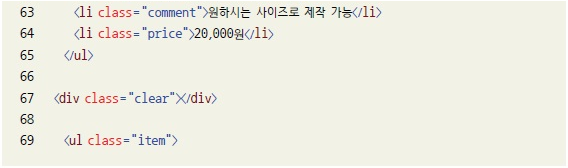 63 <li class="comment">원하시는 사이즈로 제작 가능</li>
64 <li class="price">20,000원</li>
65 </ul>
66
67 <div class="clear"></div>
68
69 <ul class="item">